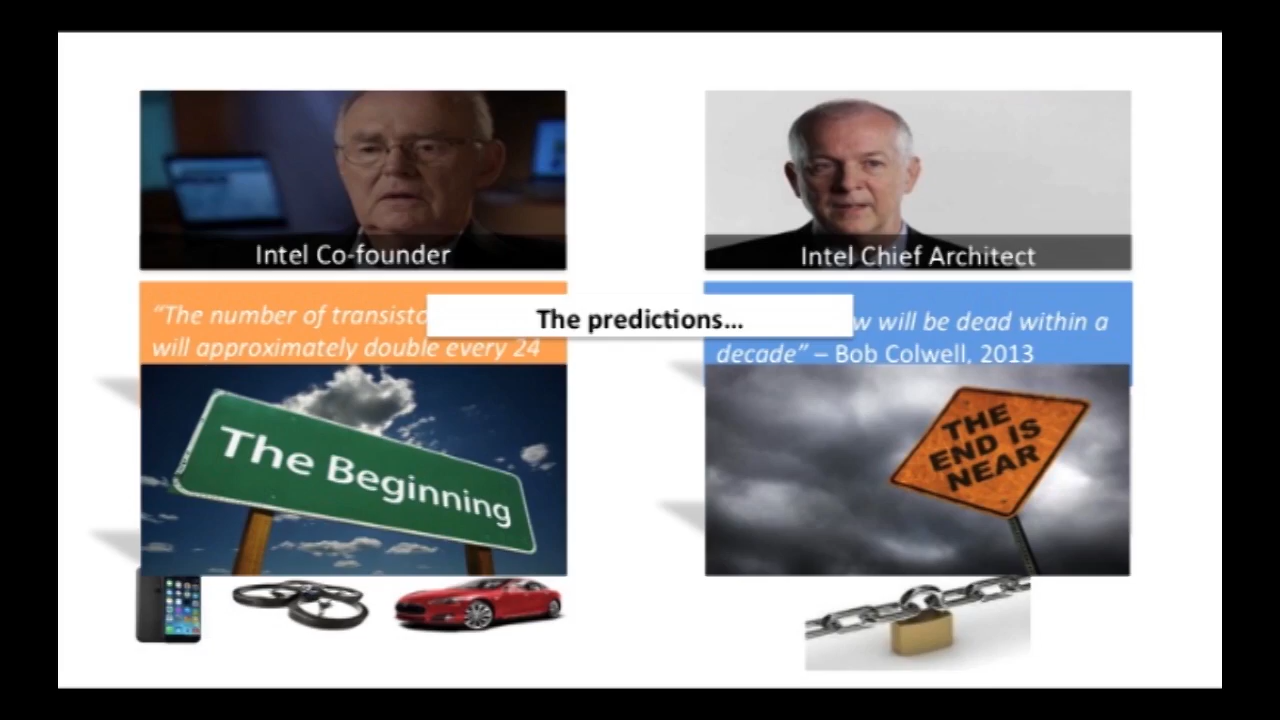 Intel Co-founder
Intel Chief Architect
“The number of
The predictions...
w will be dead within a
will approximately double every 24
decade” – Bob Colwell, 2013
The Beginning
THE
END IS
NEAR